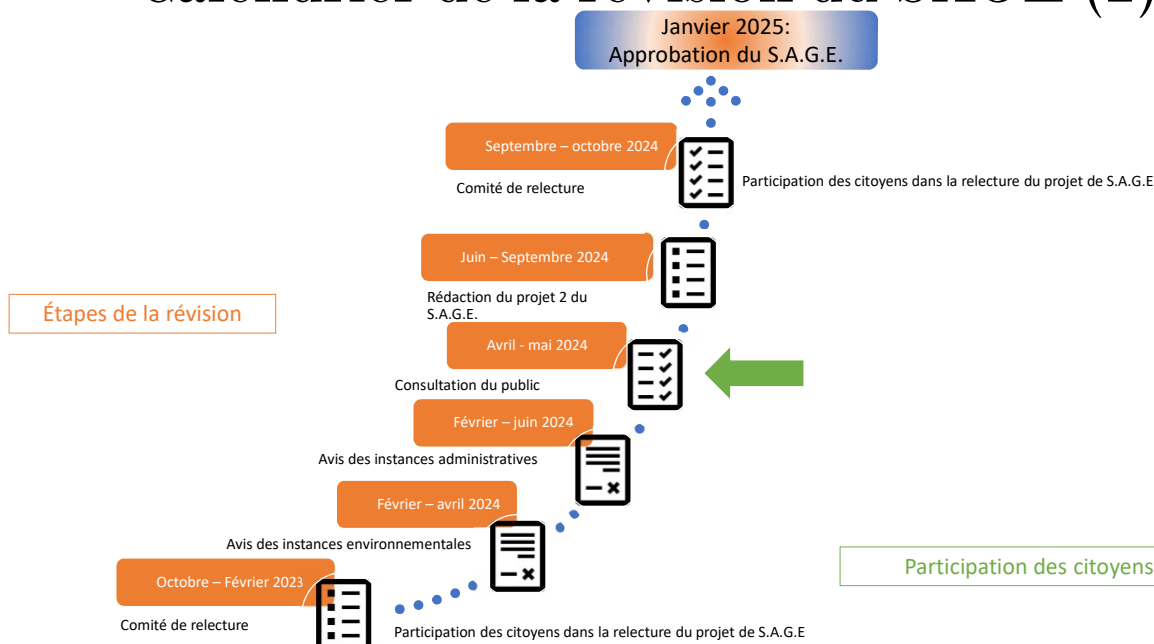 Janvier 2025:
Approbation du S.A.G.E.
Septembre – octobre 2024
Comité de relecture
Participation des citoyens dans la relecture du projet de S.A.G.E
Juin – Septembre 2024
Rédaction du projet 2 du
S.A.G.E.
Étapes de la révision
Avril - mai 2024
Consultation du public
Février – juin 2024
Avis des instances administratives
Février – avril 2024
Avis des instances environnementales
Participation des citoyens
Octobre – Février 2023
Comité de relecture
Participation des citoyens dans la relecture du projet de S.A.G.E